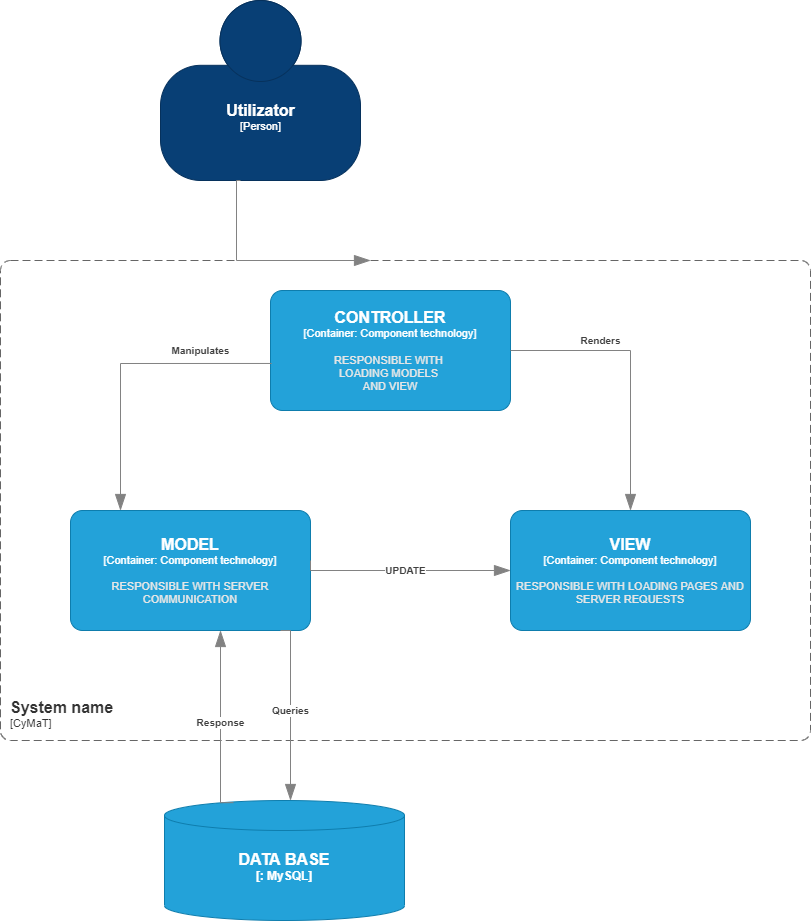 Utilizator
[Person]
CONTROLLER
[Container: Component technology]
RESPONSIBLE WITH
LOADING MODELS
AND VIEW
Manipulates
Renders
MODEL
[Container: Component technology]
RESPONSIBLE WITH SERVER
COMMUNICATION
UPDATE
VIEW
[Container: Component technology]
RESPONSIBLE WITH LOADING PAGES AND
SERVER REQUESTS
System name
[CyMaT]
Response
Queries
DATA BASE
[: MySQL]